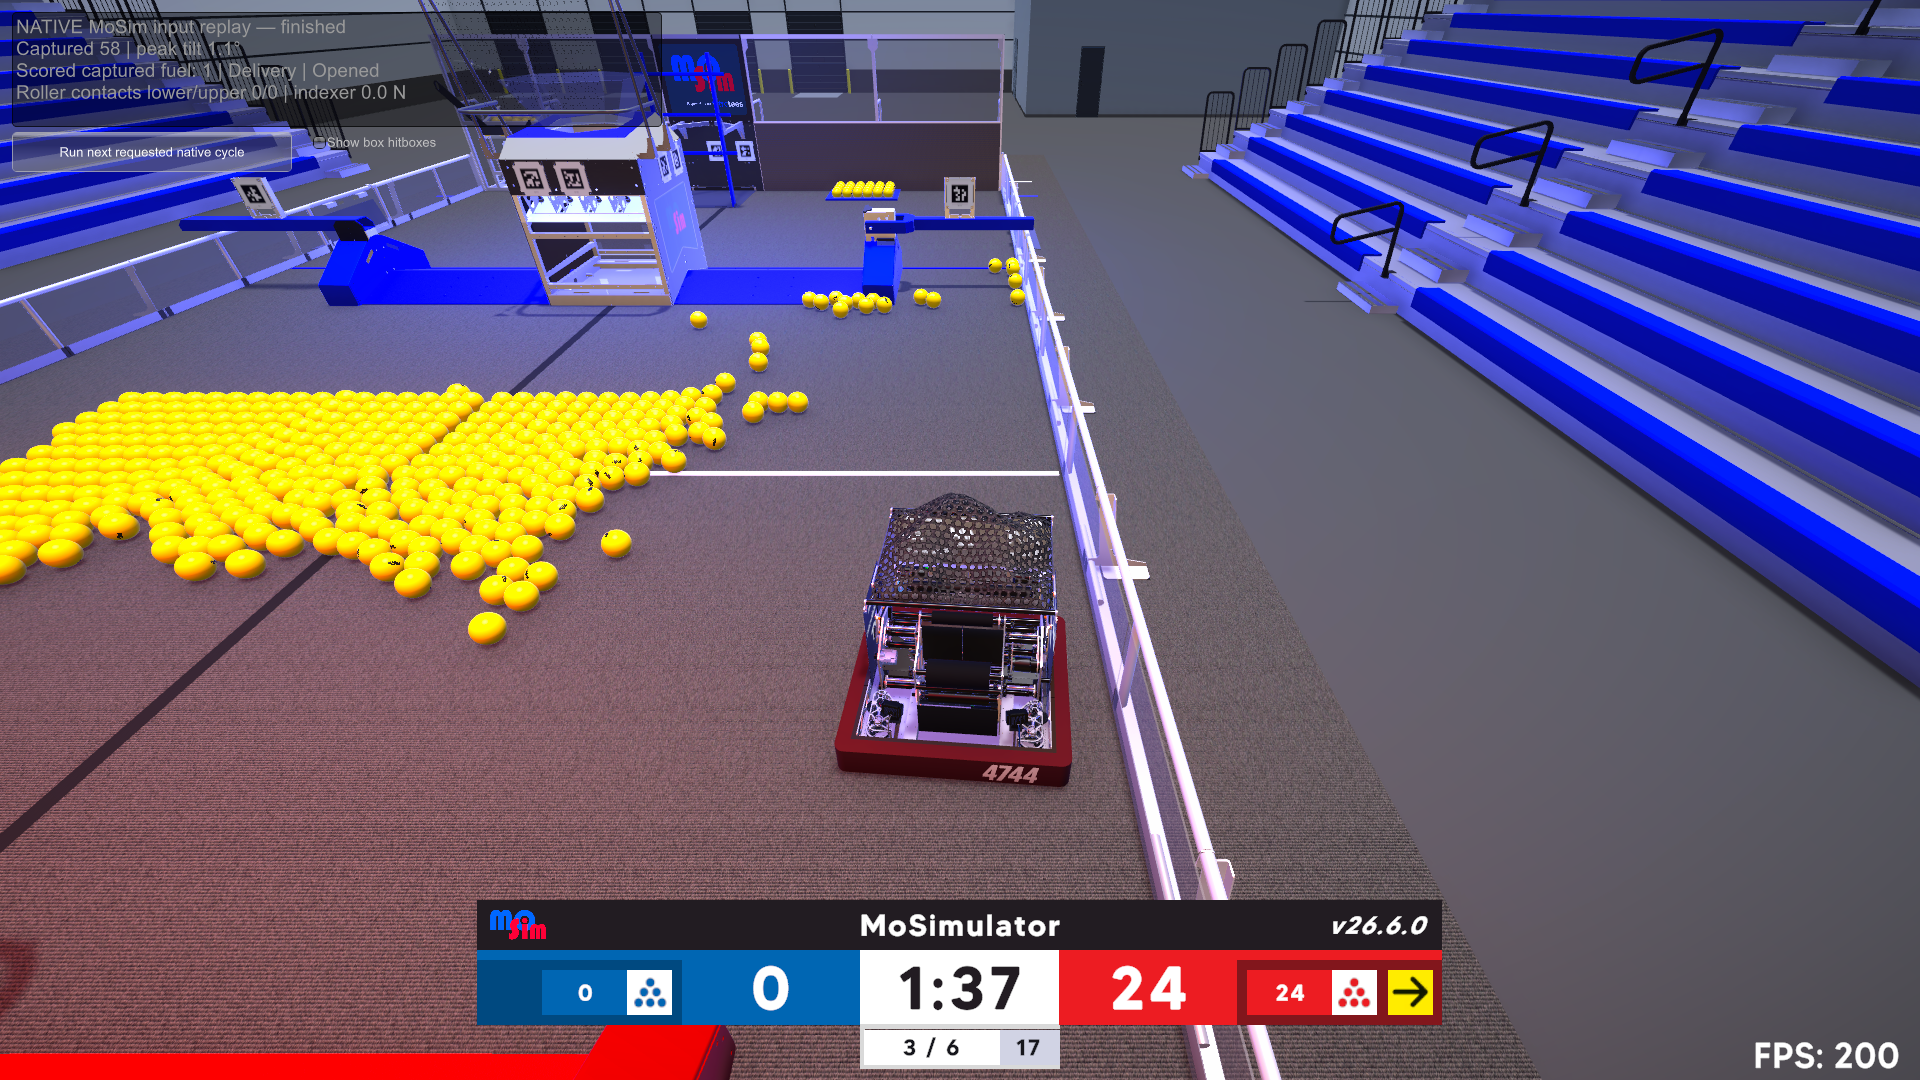 NATIVE MoSim input replay — finished
Captured 58 | peak tilt 1.1°
Scored captured fuel: 1 | Delivery | Opened
Roller contacts lower/upper 0/0 | indexer 0.0 N
Run next requested native cycle
Show box hitboxes
MoSim
4744
MoSim
MoSimulator
v26.6.0
0
0
1:37
24
24
3 / 6
17
FPS: 200